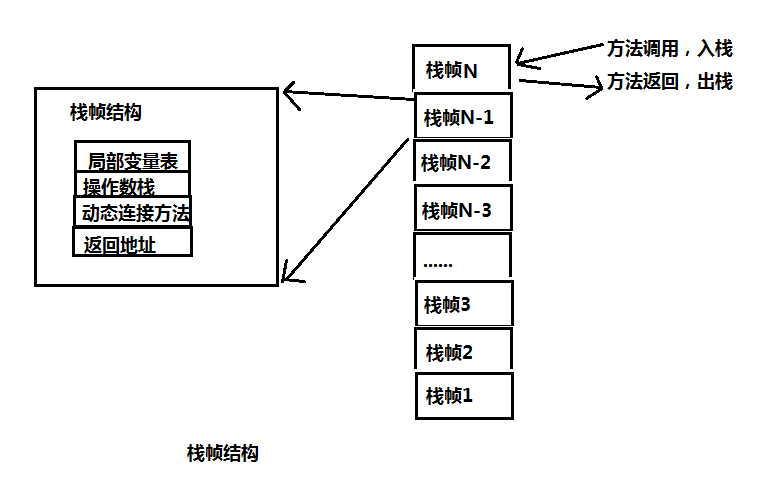 栈帧结构
局部变量表
操作数栈
动态连接方法
返回地址
栈帧N
栈帧N-1
栈帧N-2
栈帧N-3
......
栈帧3
栈帧2
栈帧1
方法调用，入栈
方法返回，出栈
栈帧结构